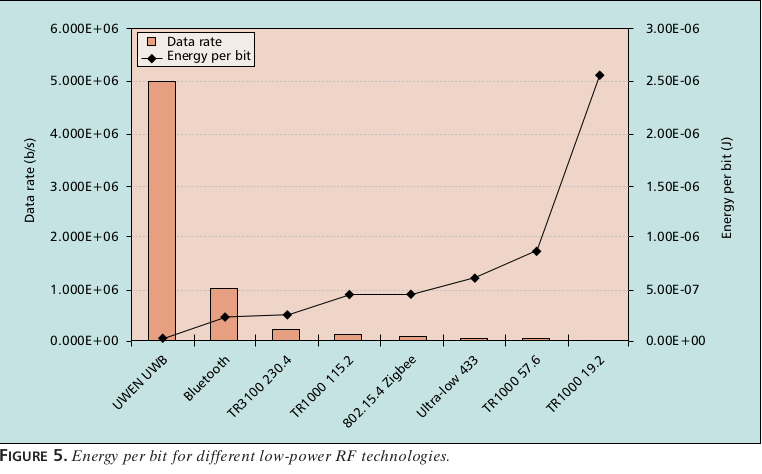 6.000E+06
5.000E+06
4.000E+06
3.000E+06
2.000E+06
1.000E+06
0.000E+00
Data rate (b/s)
Data rate
Energy per bit
3.00E-06
2.50E-06
2.00E-06
1.50E-06
1.00E-06
5.00E-07
0.00E+00
Energy per bit (J)
UWEN UWB
Bluetooth
TR3100 230.4
TR1000 115.2
802.15.4 Zigbee
Ultra-low 433
TR1000 57.6
TR1000 19.2
FIGURE 5. Energy per bit for different low-power RF technologies.